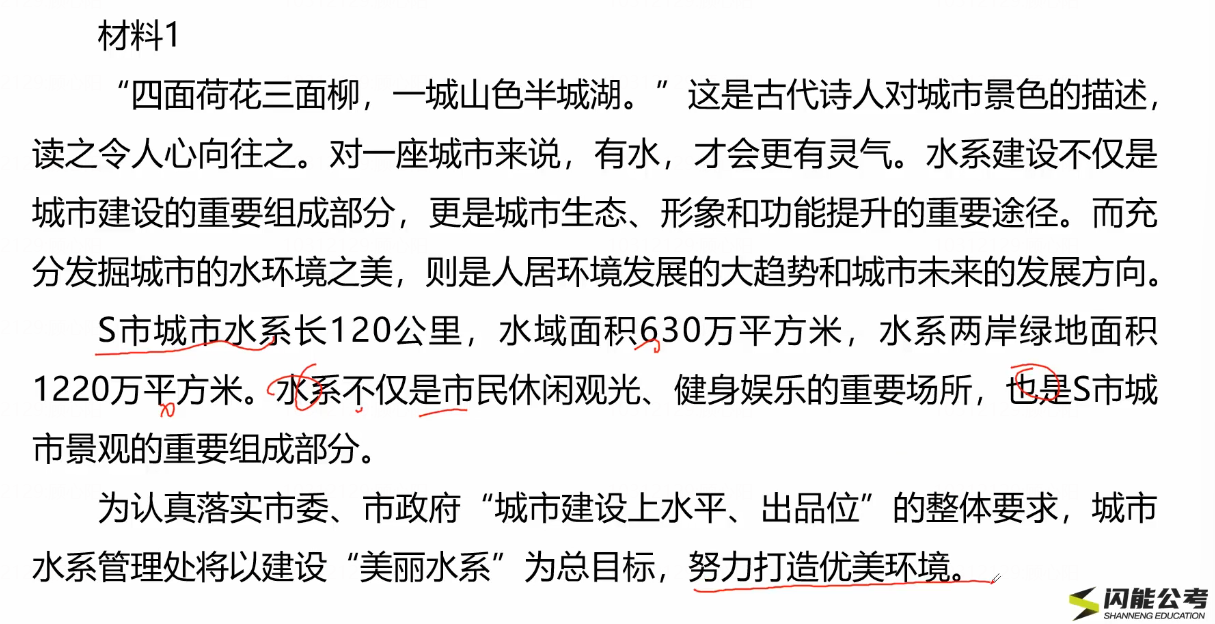 材料1
“四面荷花三面柳，一城山色半城湖。”这是古代诗人对城市景色的描述，
读之令人心向往之。对一座城市来说，有水，才会更有灵气。水系建设不仅是
城市建设的重要组成部分，更是城市生态、形象和功能提升的重要途径。而充
分发掘城市的水环境之美，则是人居环境发展的大趋势和城市未来的发展方向。
S市城市水系长120公里，水域面积630万平方米，水系两岸绿地面积
1220万平方米。水系不仅是市民休闲观光、健身娱乐的重要场所，也是S市城
市景观的重要组成部分。
为认真落实市委、市政府“城市建设上水平、出品位”的整体要求，城市
水系管理处将以建设“美丽水系”为总目标，努力打造优美环境。
闪能公考
SHANNENG EDUCATION